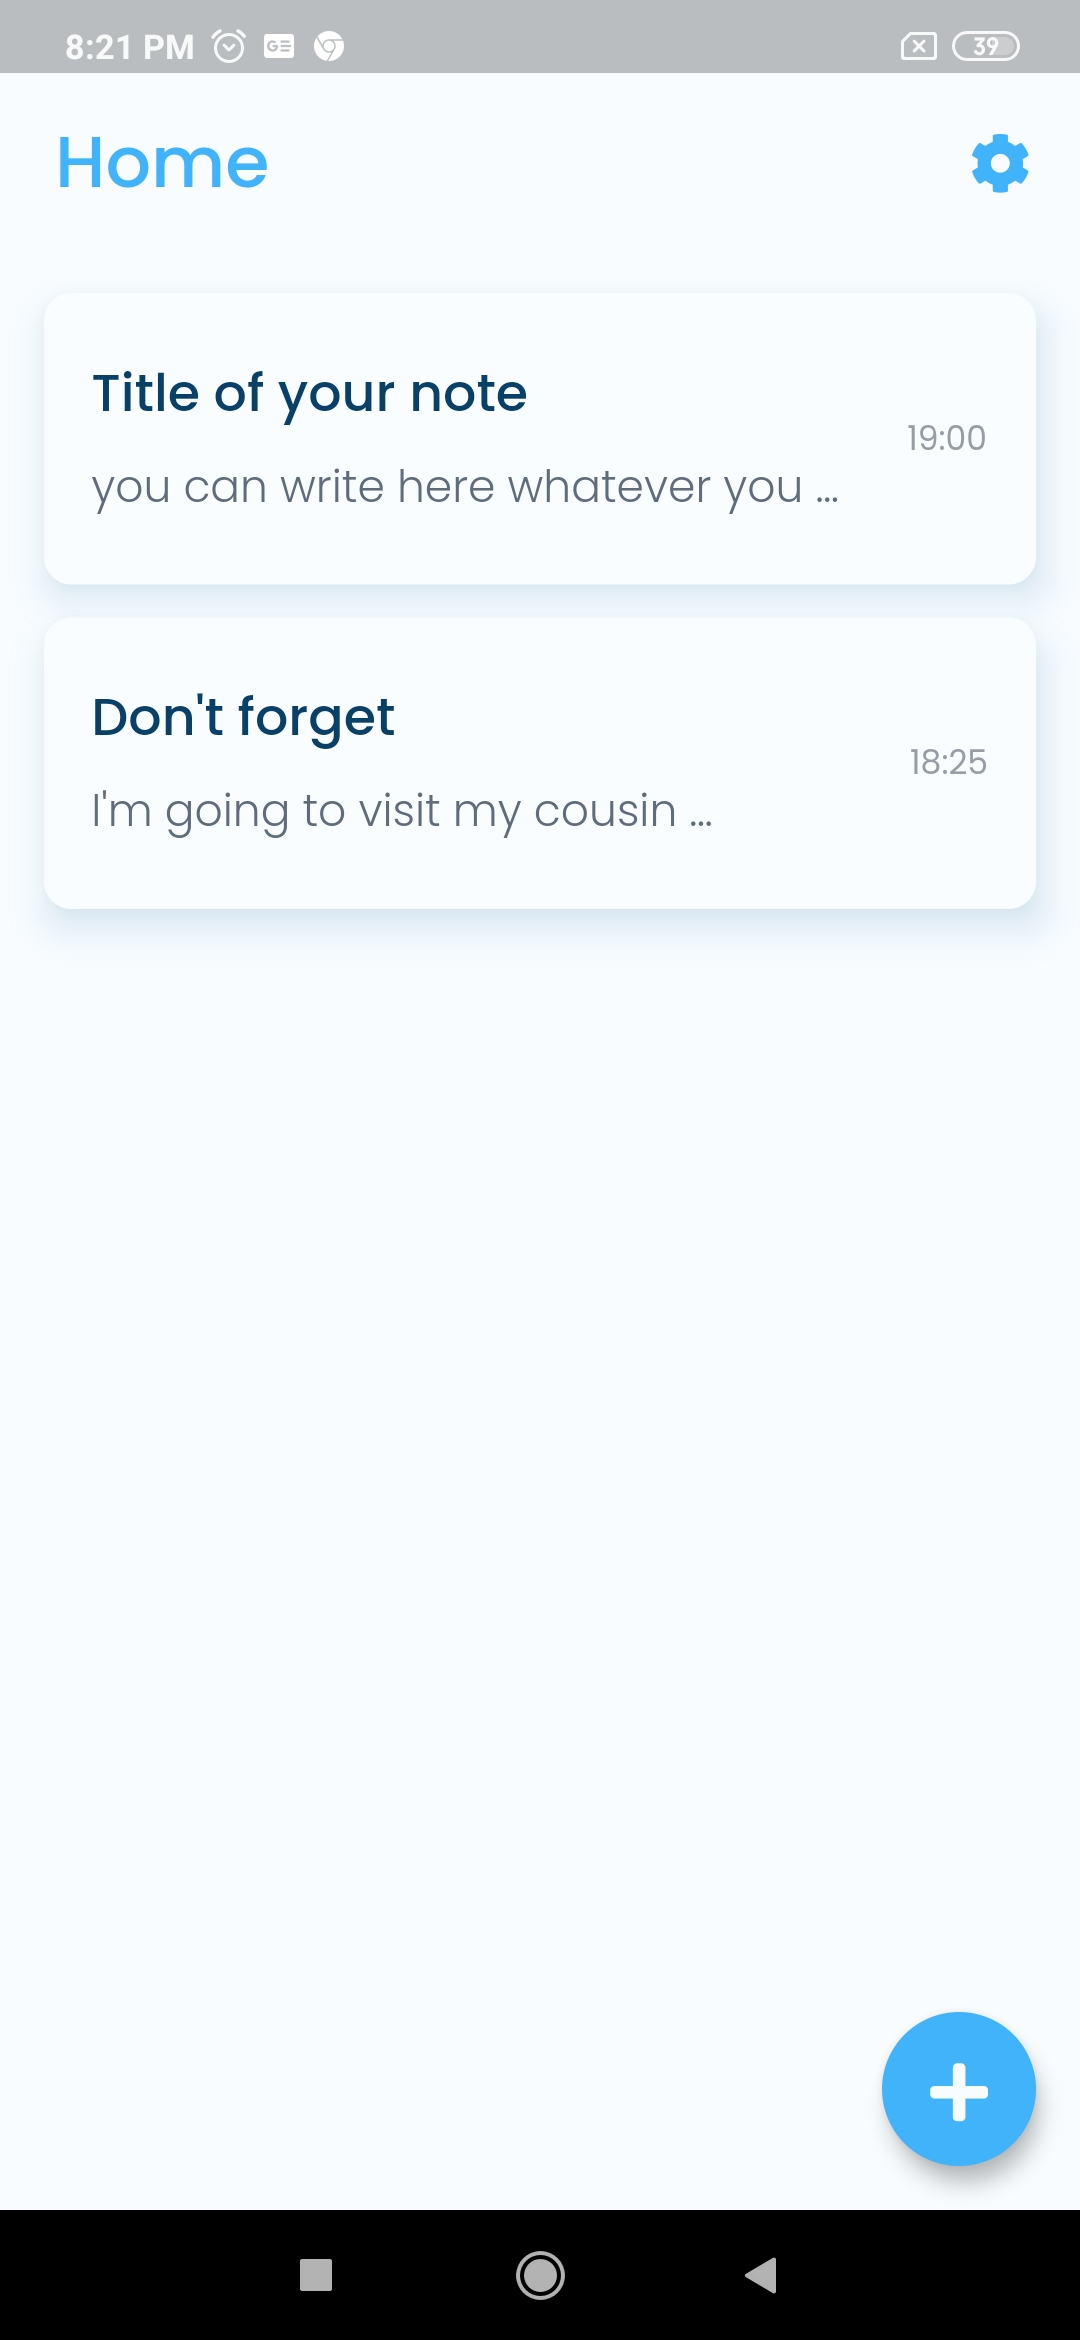 8:21 PM
39
Home
Title of your note
19:00
you can write here whatever you ...
Don't forget
18:25
I'm going to visit my cousin ...